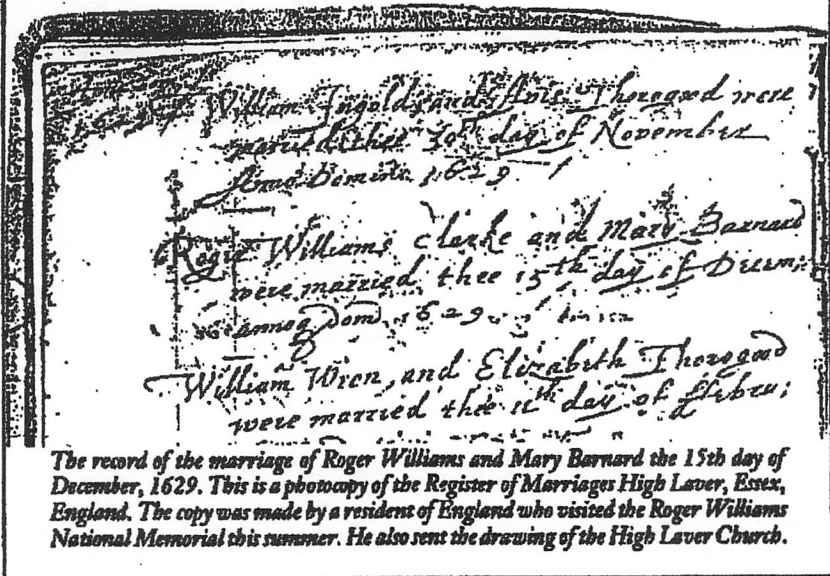 William Ingolds and Avis Thorogood were
married thee 30th day of November
Anno Domini 1629
Roger Williams Clarke and Mary Barnard
were married thee 15th day of Decem:
anno Dom 1629
William Wren and Elizabeth Thorogood
were married thee 11th day of ffebru:
The record of the marriage of Roger Williams and Mary Barnard the 15th day of
December, 1629. This is a photocopy of the Register of Marriages High Laver, Essex,
England. The copy was made by a resident of England who visited the Roger Williams
National Memorial this summer. He also sent the drawing of the High Laver Church.